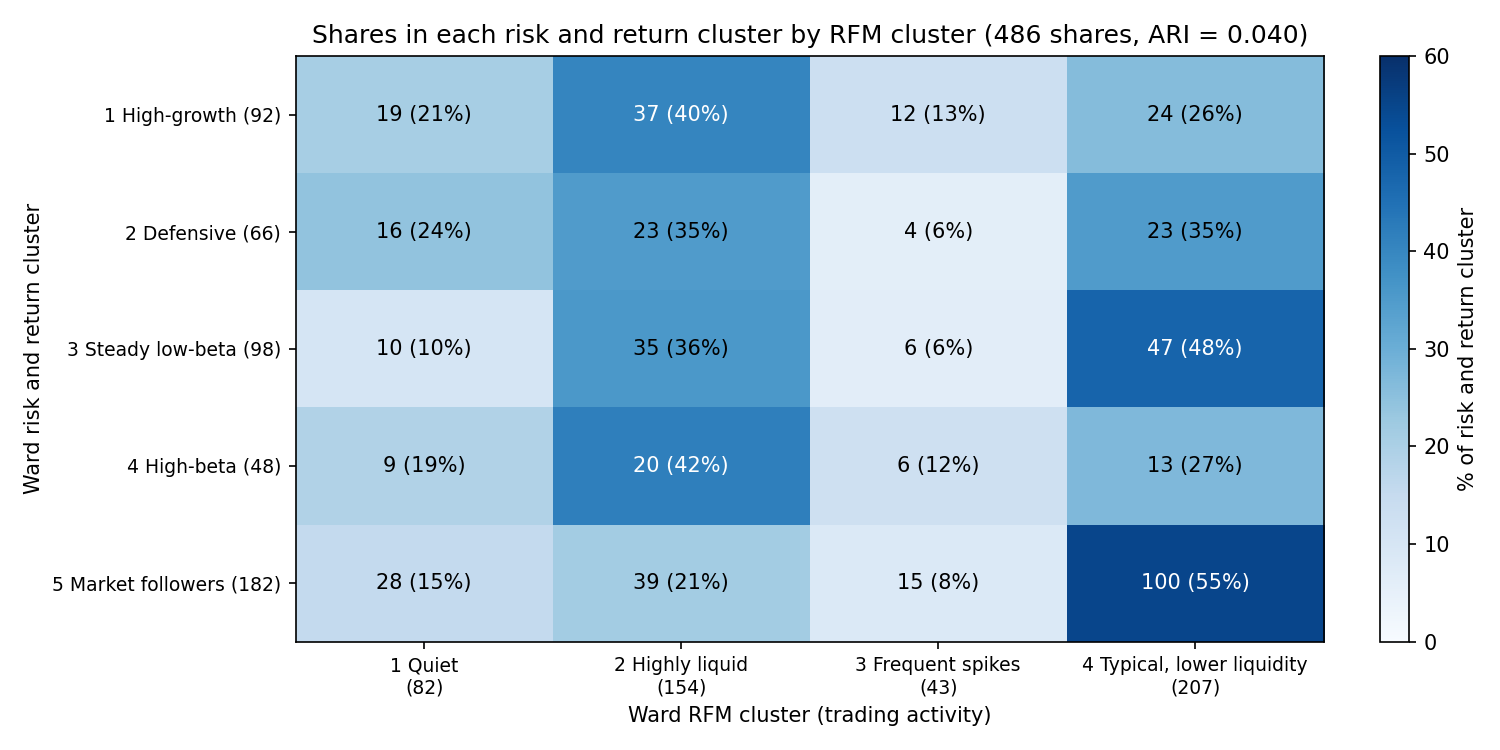 Shares in each risk and return cluster by RFM cluster (486 shares, ARI = 0.040)
Ward risk and return cluster
1 High-growth (92)
19 (21%)
37 (40%)
12 (13%)
24 (26%)
2 Defensive (66)
16 (24%)
23 (35%)
4 (6%)
23 (35%)
3 Steady low-beta (98)
10 (10%)
35 (36%)
6 (6%)
47 (48%)
4 High-beta (48)
9 (19%)
20 (42%)
6 (12%)
13 (27%)
5 Market followers (182)
28 (15%)
39 (21%)
15 (8%)
100 (55%)
1 Quiet
(82)
2 Highly liquid
(154)
3 Frequent spikes
(43)
4 Typical, lower liquidity
(207)
Ward RFM cluster (trading activity)
60
50
40
30
20
10
0
% of risk and return cluster